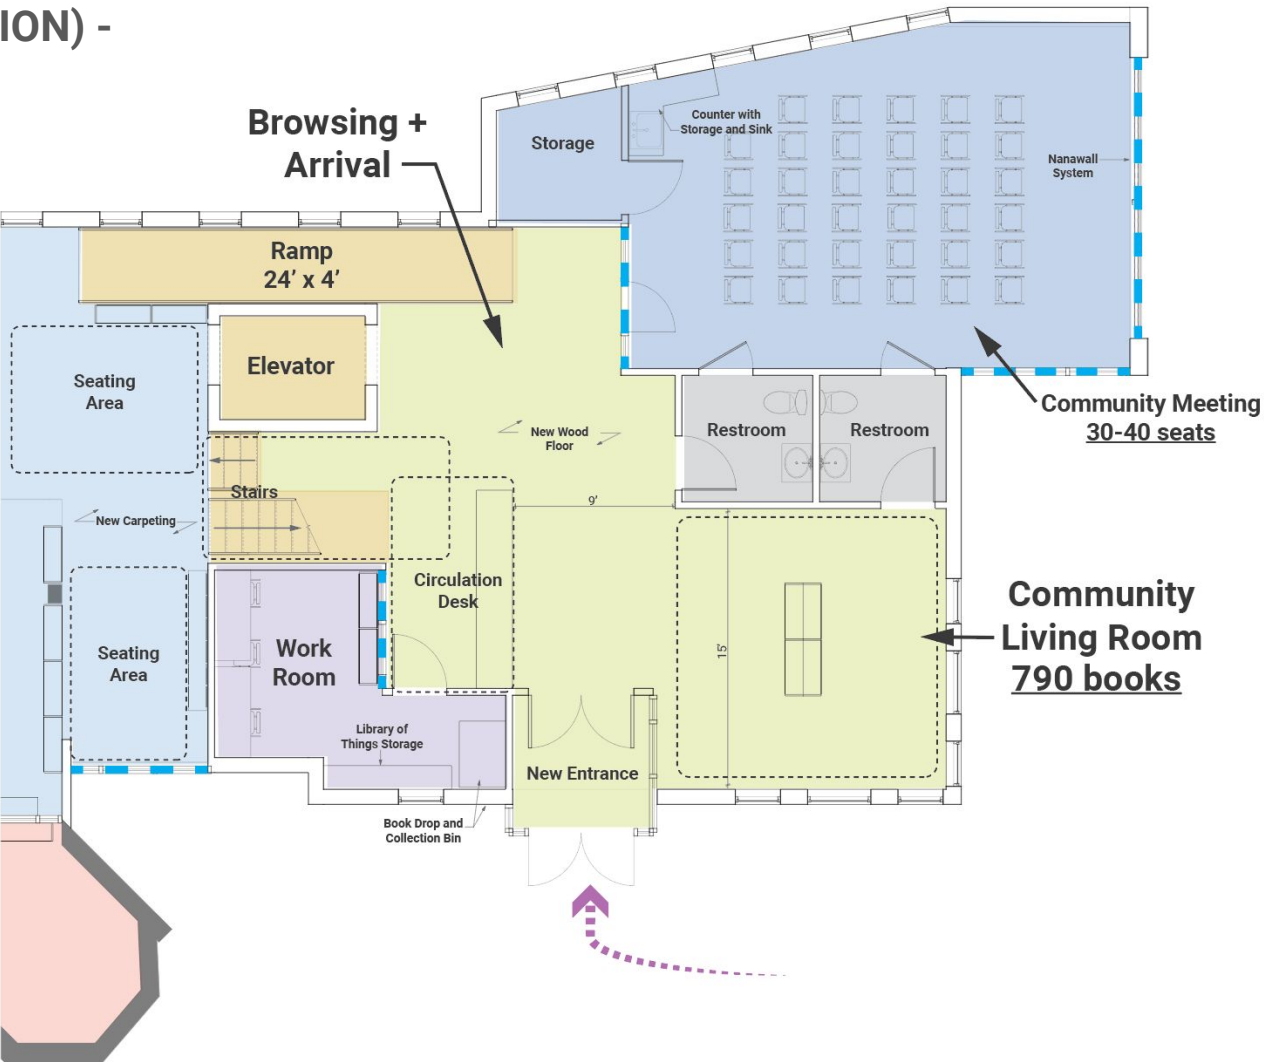 ION) -
Browsing +
Arrival
Storage
Counter with
Storage and Sink
Nanawall
System
Ramp
24’ x 4’
Elevator
Seating
Area
Community Meeting
30-40 seats
New Wood
Floor
Restroom
Restroom
Stairs
9’
New Carpeting
Circulation
Desk
Community
Living Room
790 books
15’
Work
Room
Seating
Area
Library of
Things Storage
New Entrance
Book Drop and
Collection Bin